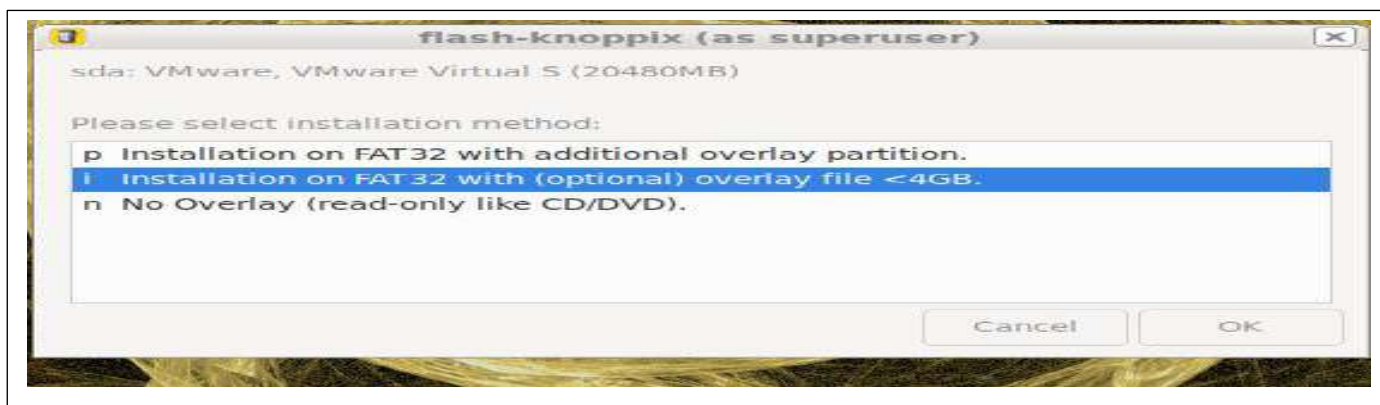 flash-knoppix (as superuser)
sda: VMware, VMware Virtual S (20480MB)
Please select installation method:
p Installation on FAT32 with additional overlay partition.
i Installation on FAT32 with (optional) overlay file <4GB.
n No Overlay (read-only like CD/DVD).
Cancel OK